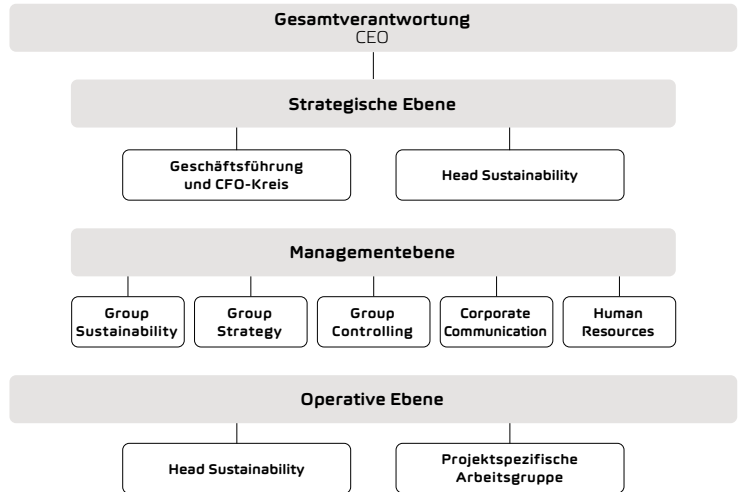 Gesamtverantwortung
CEO
Strategische Ebene
Geschäftsführung
und CFO-Kreis
Head Sustainability
Managementebene
Group
Sustainability
Group
Strategy
Group
Controlling
Corporate
Communication
Human
Resources
Operative Ebene
Head Sustainability
Projektspezifische
Arbeitsgruppe